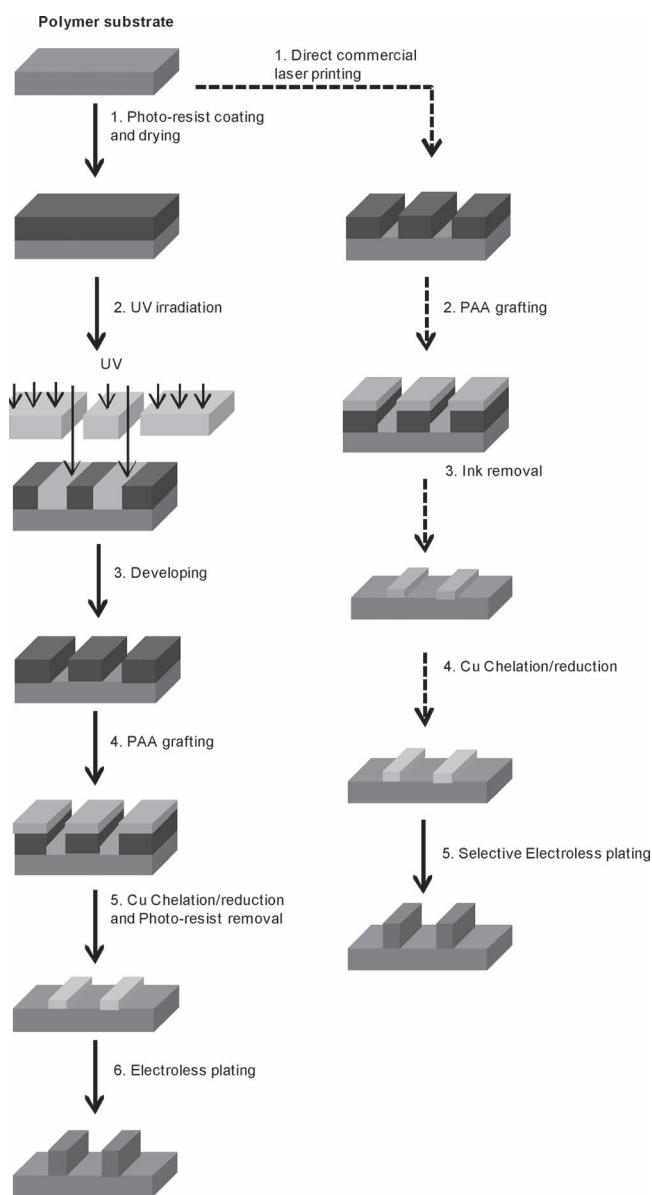 Polymer substrate
1. Photo-resist coating
and drying
2. UV irradiation
UV
3. Developing
4. PAA grafting
5. Cu Chelation/reduction
and Photo-resist removal
6. Electroless plating
1. Direct commercial
laser printing
2. PAA grafting
3. Ink removal
4. Cu Chelation/reduction
5. Selective Electroless plating